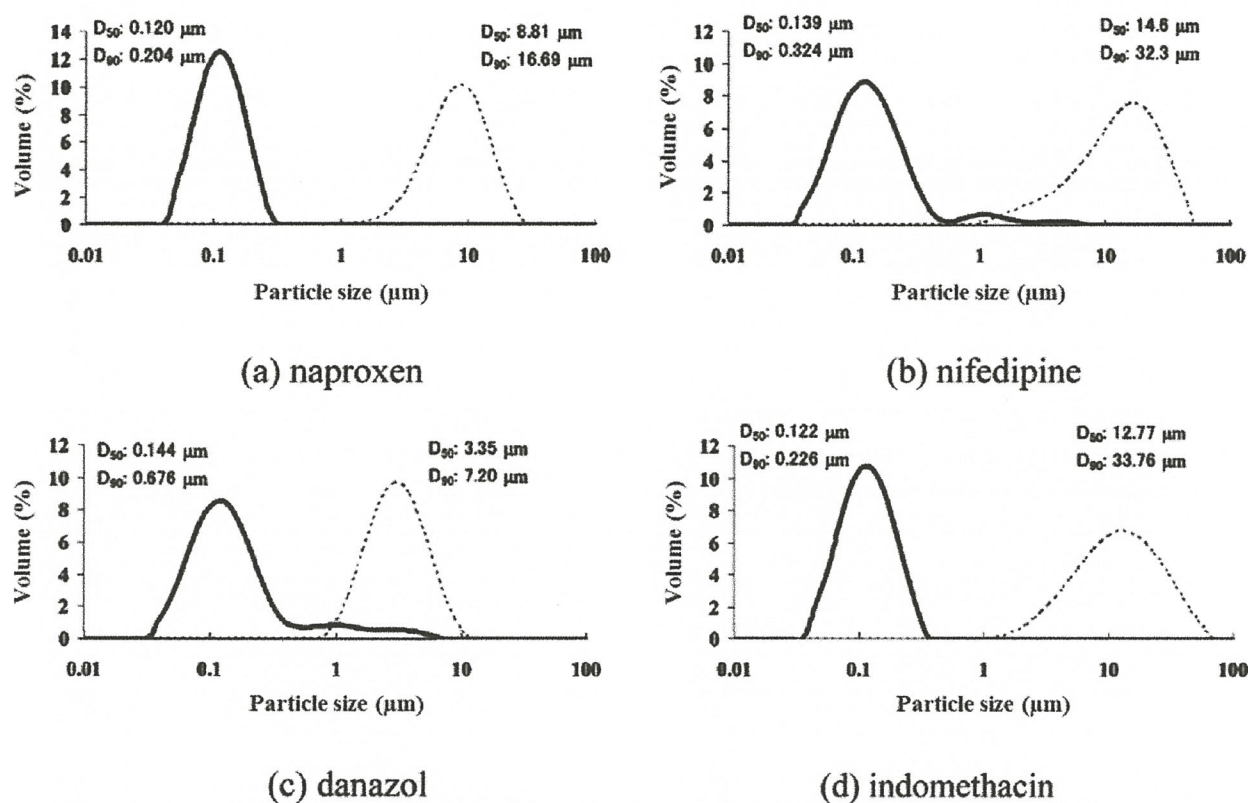 D50: 0.120 µm
D90: 0.204 µm
D50: 8.81 µm
D90: 16.69 µm
14
12
10
8
6
4
2
0
Volume (%)
0.01 0.1 1 10 100
Particle size (µm)
(a) naproxen
D50: 0.139 µm
D90: 0.324 µm
D50: 14.6 µm
D90: 32.3 µm
12
10
8
6
4
2
0
Volume (%)
0.01 0.1 1 10 100
Particle size (µm)
(b) nifedipine
D50: 0.144 µm
D90: 0.676 µm
D50: 3.35 µm
D90: 7.20 µm
12
10
8
6
4
2
0
Volume (%)
0.01 0.1 1 10 100
Particle size (µm)
(c) danazol
D50: 0.122 µm
D90: 0.226 µm
D50: 12.77 µm
D90: 33.76 µm
12
10
8
6
4
2
0
Volume (%)
0.01 0.1 1 10 100
Particle size (µm)
(d) indomethacin